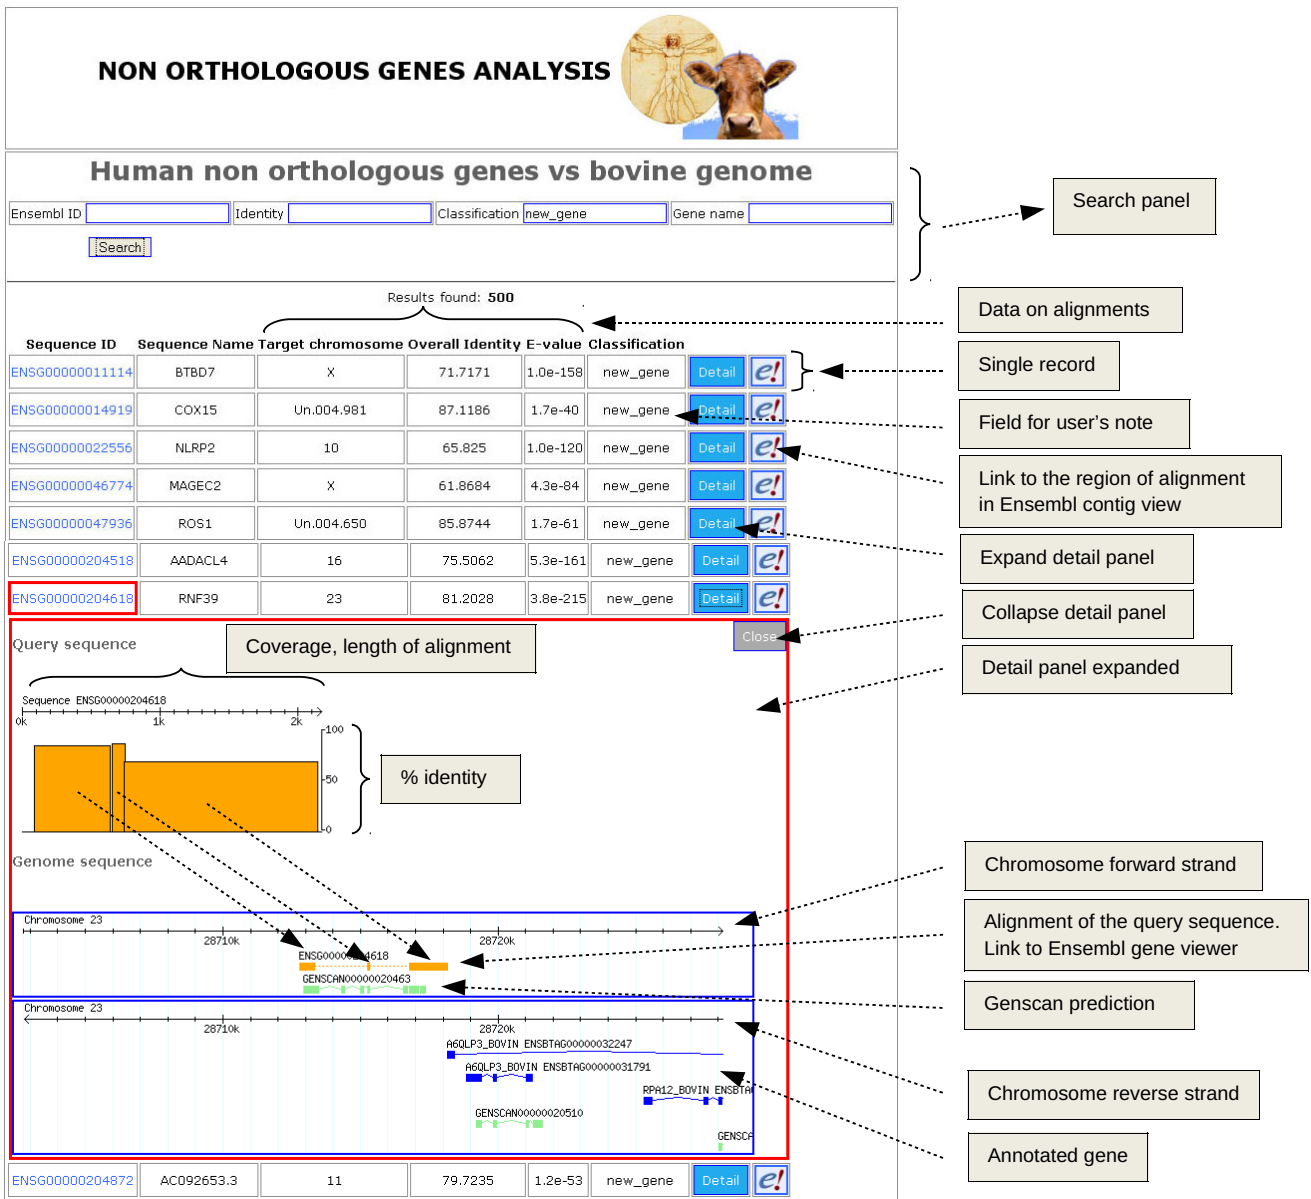 NON ORTHOLOGOUS GENES ANALYSIS
Human non orthologous genes vs bovine genome
Ensembl ID Identity Classification new_gene Gene name
Search
Search panel
Results found: 500
Data on alignments
Sequence ID Sequence Name Target chromosome Overall Identity E-value Classification
ENSG00000011114 BTBD7 X 71.7171 1.0e-158 new_gene Detail e!
Single record
ENSG00000014919 COX15 Un.004.981 87.1186 1.7e-40 new_gene Detail e!
Field for user's note
ENSG00000022556 NLRP2 10 65.825 1.0e-120 new_gene Detail e!
Link to the region of alignment
in Ensembl contig view
ENSG00000046774 MAGEC2 X 61.8684 4.3e-84 new_gene Detail e!
ENSG00000047936 ROS1 Un.004.650 85.8744 1.7e-61 new_gene Detail e!
Expand detail panel
ENSG00000204518 AADACL4 16 75.5062 5.3e-161 new_gene Detail e!
ENSG00000204618 RNF39 23 81.2028 3.8e-215 new_gene Detail e!
Collapse detail panel
Close
Query sequence
Coverage, length of alignment
Detail panel expanded
Sequence ENSG00000204618
0k 1k 2k
100
50
0
% identity
Genome sequence
Chromosome forward strand
Chromosome 23
28710k 28720k
ENSG00000204618
GENSCAN00000020463
Alignment of the query sequence.
Link to Ensembl gene viewer
Genscan prediction
Chromosome 23
28710k 28720k
A6QLP3_BOVIN ENSBTAG00000032247
A6QLP3_BOVIN ENSBTAG00000031791
RPA12_BOVIN ENSBTA
GENSCAN00000020510
GENSCA
Chromosome reverse strand
Annotated gene
ENSG00000204872 AC092653.3 11 79.7235 1.2e-53 new_gene Detail e!